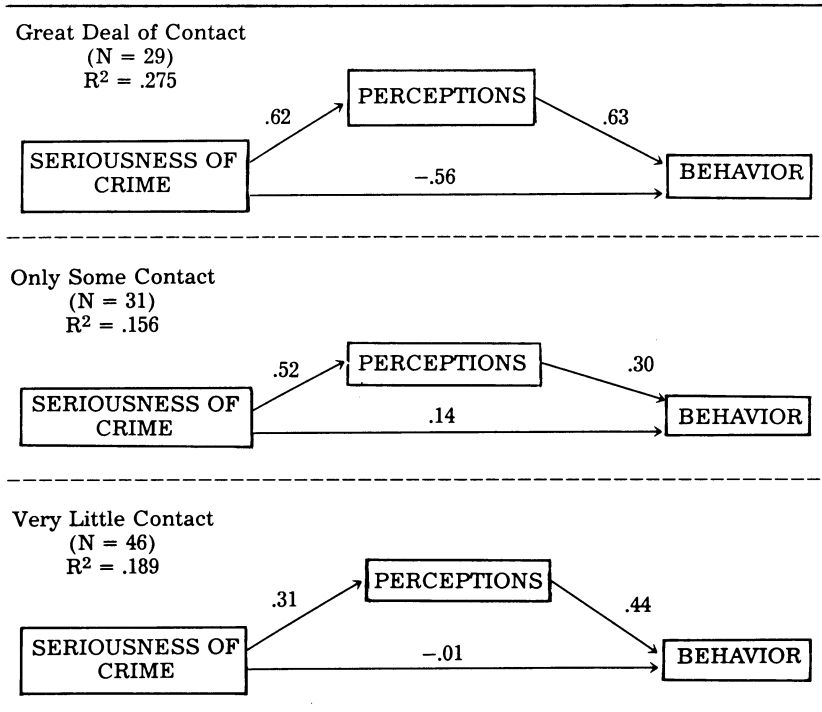 Great Deal of Contact
(N = 29)
R² = .275
PERCEPTIONS
.62
.63
SERIOUSNESS OF
CRIME
−.56
BEHAVIOR
Only Some Contact
(N = 31)
R² = .156
PERCEPTIONS
.52
.30
SERIOUSNESS OF
CRIME
.14
BEHAVIOR
Very Little Contact
(N = 46)
R² = .189
PERCEPTIONS
.31
.44
SERIOUSNESS OF
CRIME
−.01
BEHAVIOR